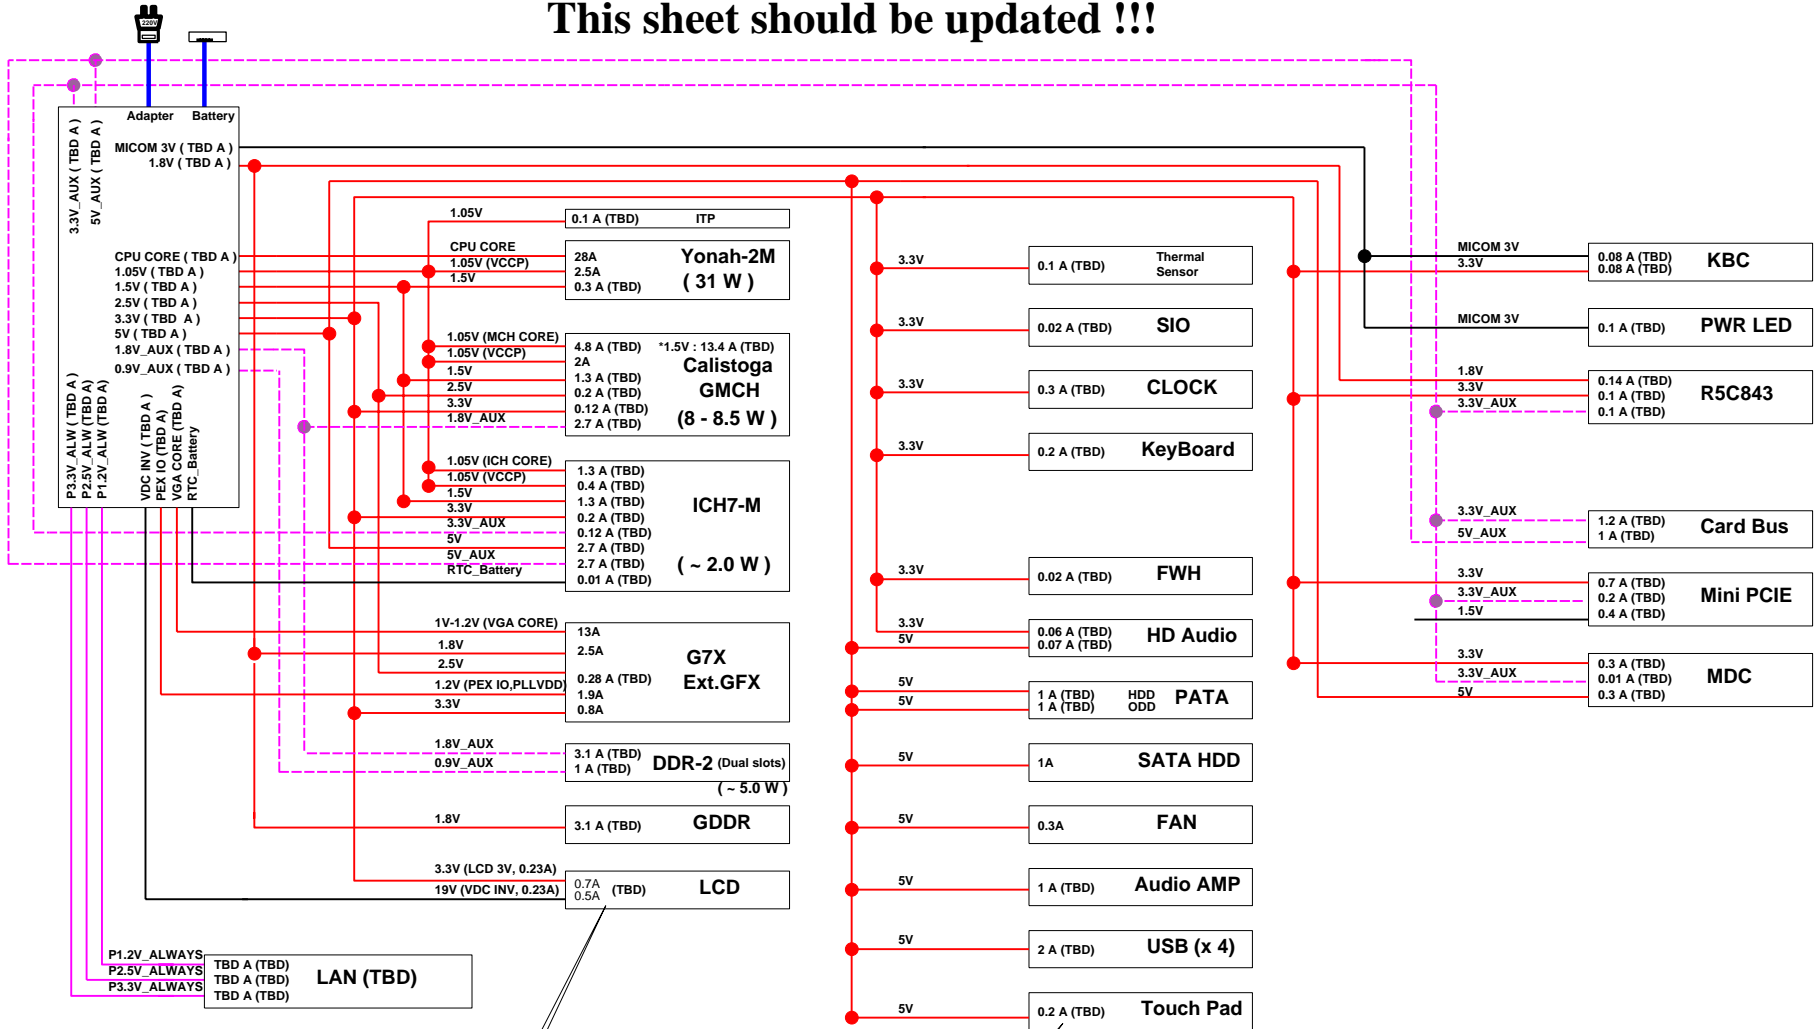 This sheet should be updated !!!
220V
Adapter
Battery
3.3V_AUX ( TBD A )
5V_AUX ( TBD A )
MICOM 3V ( TBD A )
1.8V ( TBD A )
CPU CORE ( TBD A )
1.05V ( TBD A )
1.5V ( TBD A )
2.5V ( TBD A )
3.3V ( TBD A )
5V ( TBD A )
1.8V_AUX ( TBD A )
0.9V_AUX ( TBD A )
P3.3V_ALW ( TBD A )
P2.5V_ALW (TBD A)
P1.2V_ALW (TBD A)
VDC INV ( TBD A )
PEX IO (TBD A)
VGA CORE (TBD A)
RTC_Battery
1.05V
0.1 A (TBD)
ITP
CPU CORE
1.05V (VCCP)
1.5V
28A
2.5A
0.3 A (TBD)
Yonah-2M
( 31 W )
1.05V (MCH CORE)
1.05V (VCCP)
1.5V
2.5V
3.3V
1.8V_AUX
4.8 A (TBD)
2A
1.3 A (TBD)
0.2 A (TBD)
0.12 A (TBD)
2.7 A (TBD)
*1.5V : 13.4 A (TBD)
Calistoga
GMCH
(8 - 8.5 W )
1.05V (ICH CORE)
1.05V (VCCP)
1.5V
3.3V
3.3V_AUX
5V
5V_AUX
RTC_Battery
1.3 A (TBD)
0.4 A (TBD)
1.3 A (TBD)
0.2 A (TBD)
0.12 A (TBD)
2.7 A (TBD)
2.7 A (TBD)
0.01 A (TBD)
ICH7-M
( ~ 2.0 W )
1V-1.2V (VGA CORE)
1.8V
2.5V
1.2V (PEX IO,PLLVDD)
3.3V
13A
2.5A
0.28 A (TBD)
1.9A
0.8A
G7X
Ext.GFX
1.8V_AUX
0.9V_AUX
3.1 A (TBD)
1 A (TBD)
DDR-2 (Dual slots)
( ~ 5.0 W )
1.8V
3.1 A (TBD)
GDDR
3.3V (LCD 3V, 0.23A)
19V (VDC INV, 0.23A)
0.7A
0.5A
(TBD)
LCD
P1.2V_ALWAYS
P2.5V_ALWAYS
P3.3V_ALWAYS
TBD A (TBD)
TBD A (TBD)
TBD A (TBD)
LAN (TBD)
3.3V
0.1 A (TBD)
Thermal
Sensor
3.3V
0.02 A (TBD)
SIO
3.3V
0.3 A (TBD)
CLOCK
3.3V
0.2 A (TBD)
KeyBoard
3.3V
0.02 A (TBD)
FWH
3.3V
5V
0.06 A (TBD)
0.07 A (TBD)
HD Audio
5V
5V
1 A (TBD) HDD
1 A (TBD) ODD
PATA
5V
1A
SATA HDD
5V
0.3A
FAN
5V
1 A (TBD)
Audio AMP
5V
2 A (TBD)
USB (x 4)
5V
0.2 A (TBD)
Touch Pad
MICOM 3V
3.3V
0.08 A (TBD)
0.08 A (TBD)
KBC
MICOM 3V
0.1 A (TBD)
PWR LED
1.8V
3.3V
3.3V_AUX
0.14 A (TBD)
0.1 A (TBD)
0.1 A (TBD)
R5C843
3.3V_AUX
5V_AUX
1.2 A (TBD)
1 A (TBD)
Card Bus
3.3V
3.3V_AUX
1.5V
0.7 A (TBD)
0.2 A (TBD)
0.4 A (TBD)
Mini PCIE
3.3V
3.3V_AUX
5V
0.3 A (TBD)
0.01 A (TBD)
0.3 A (TBD)
MDC